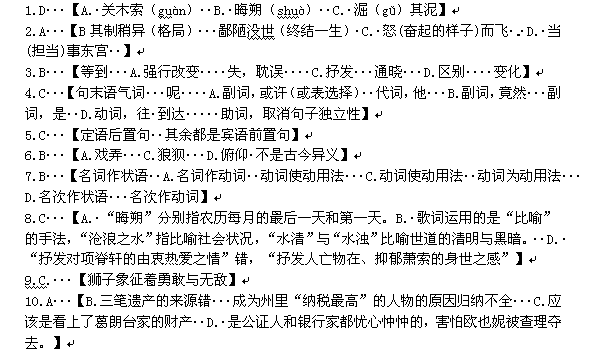 1.D···【A.·关木索（guàn）··B.·晦朔（shuò）··C.·淈（gǔ）其泥】
2.A···【B 其制稍异（格局）···鄙陋没世（终结一生）·C.·怒(奋起的样子)而飞··D.·当
(担当)事东宫··】
3.B···【等到···A.强行改变····失，耽误····C.抒发···通晓···D.区别····变化】
4.C···【句末语气词···呢····A.副词，或许(或表选择)··代词，他···B.副词，竟然···副
词，是··D.动词，往·到达·····助词，取消句子独立性】
5.C···【定语后置句··其余都是宾语前置句】
6.B···【A.戏弄···C.狼狈···D.俯仰·不是古今异义】
7.B···【名词作状语··A.名词作动词··动词使动用法···C.动词使动用法··动词为动用法···
D.名次作状语···名次作动词】
8.C···【A.·“晦朔”分别指农历每月的最后一天和第一天。B.·歌词运用的是“比喻”
的手法，“沧浪之水”指比喻社会状况，“水清”与“水浊”比喻世道的清明与黑暗。··D.·
“抒发对项脊轩的由衷热爱之情”错，“抒发人亡物在、抑郁萧索的身世之感”】
9.C.···【狮子象征着勇敢与无敌】
10.A···【B.三笔遗产的来源错···成为州里“纳税最高”的人物的原因归纳不全···C.应
该是看上了葛朗台家的财产··D.·是公证人和银行家都忧心忡忡的，害怕欧也妮被查理夺
去。】